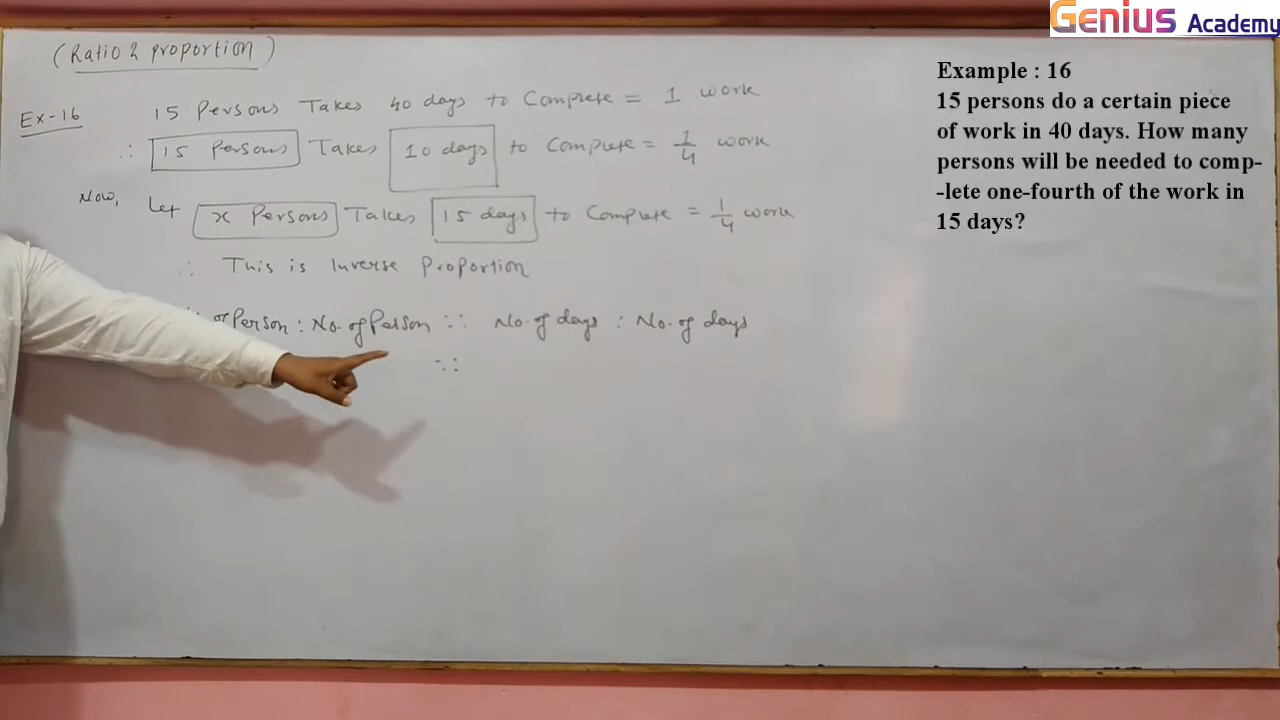 Genius Academy
(Ratio & proportion)
Ex-16 15 Persons Takes 40 days to Complete = 1 work
∴ 15 Persons Takes 10 days to Complete = 1/4 work
Now, Let x Persons Takes 15 days to Complete = 1/4 work
∴ This is Inverse Proportion
of Person : No. of Person ∷ No. of days : No. of days
∷
Example : 16
15 persons do a certain piece
of work in 40 days. How many
persons will be needed to comp-
-lete one-fourth of the work in
15 days?